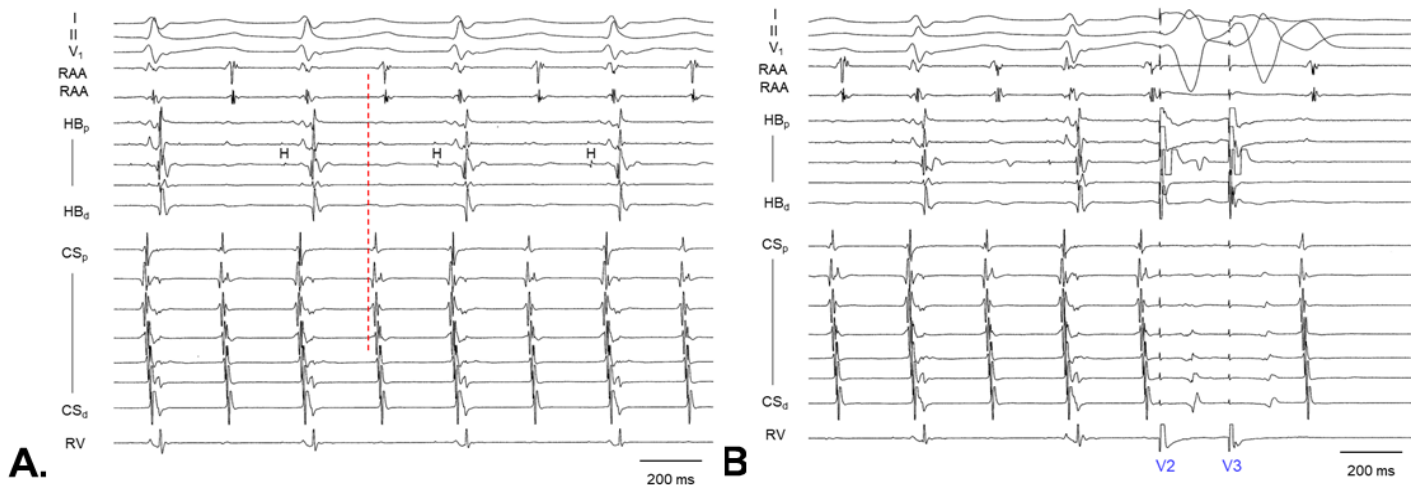 I
II
V1
RAA
RAA
HBp
H
H
H
HBd
CSp
CSd
RV
A.
200 ms
I
II
V1
RAA
RAA
HBp
HBd
CSp
CSd
RV
V2
V3
B
200 ms